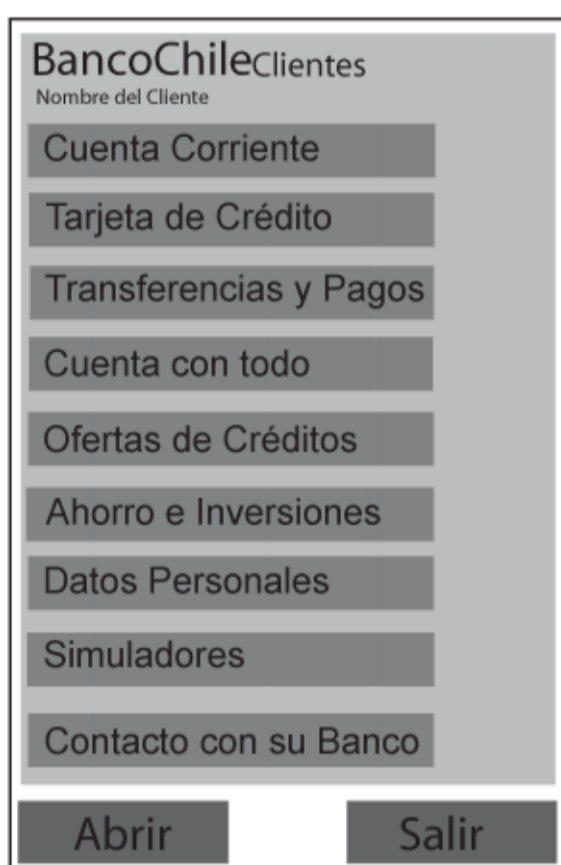 BancoChileClientes
Nombre del Cliente
Cuenta Corriente
Tarjeta de Crédito
Transferencias y Pagos
Cuenta con todo
Ofertas de Créditos
Ahorro e Inversiones
Datos Personales
Simuladores
Contacto con su Banco
Abrir Salir